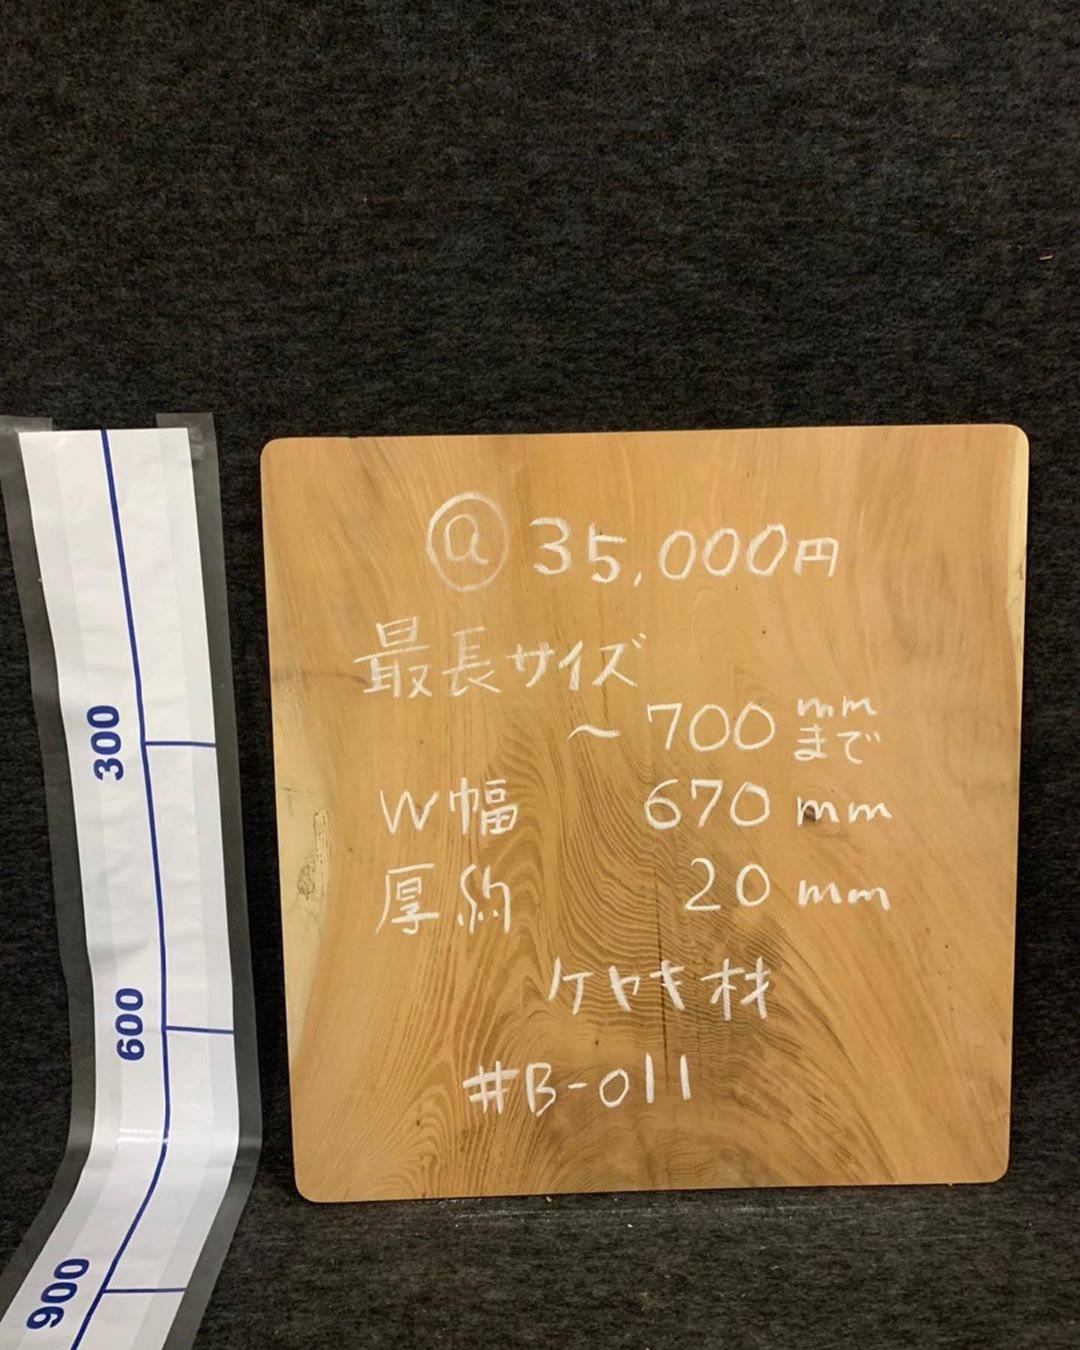 300
600
900
@ 35,000円
最長サイズ
～700mmまで
W幅 670mm
厚約 20mm
ケヤキ材
#B-011